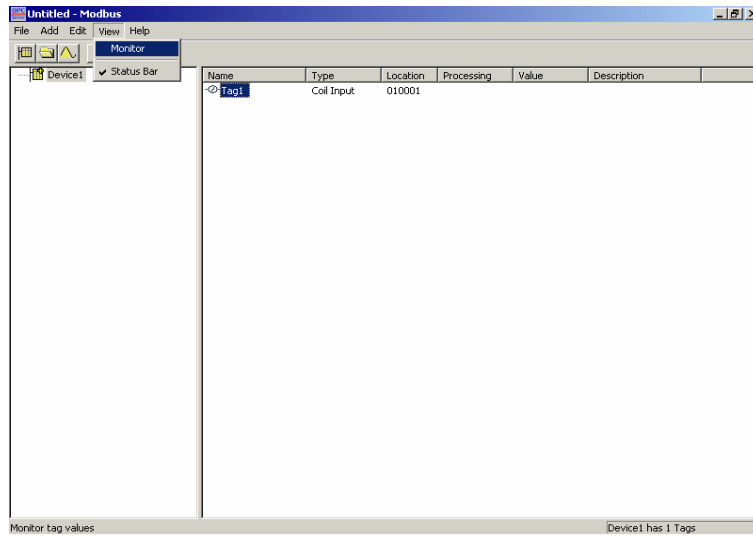 OPC Untitled - Modbus
File Add Edit View Help
Monitor
Status Bar
Device1
Name Type Location Processing Value Description
Tag1 Coil Input 010001
Monitor tag values
Device1 has 1 Tags